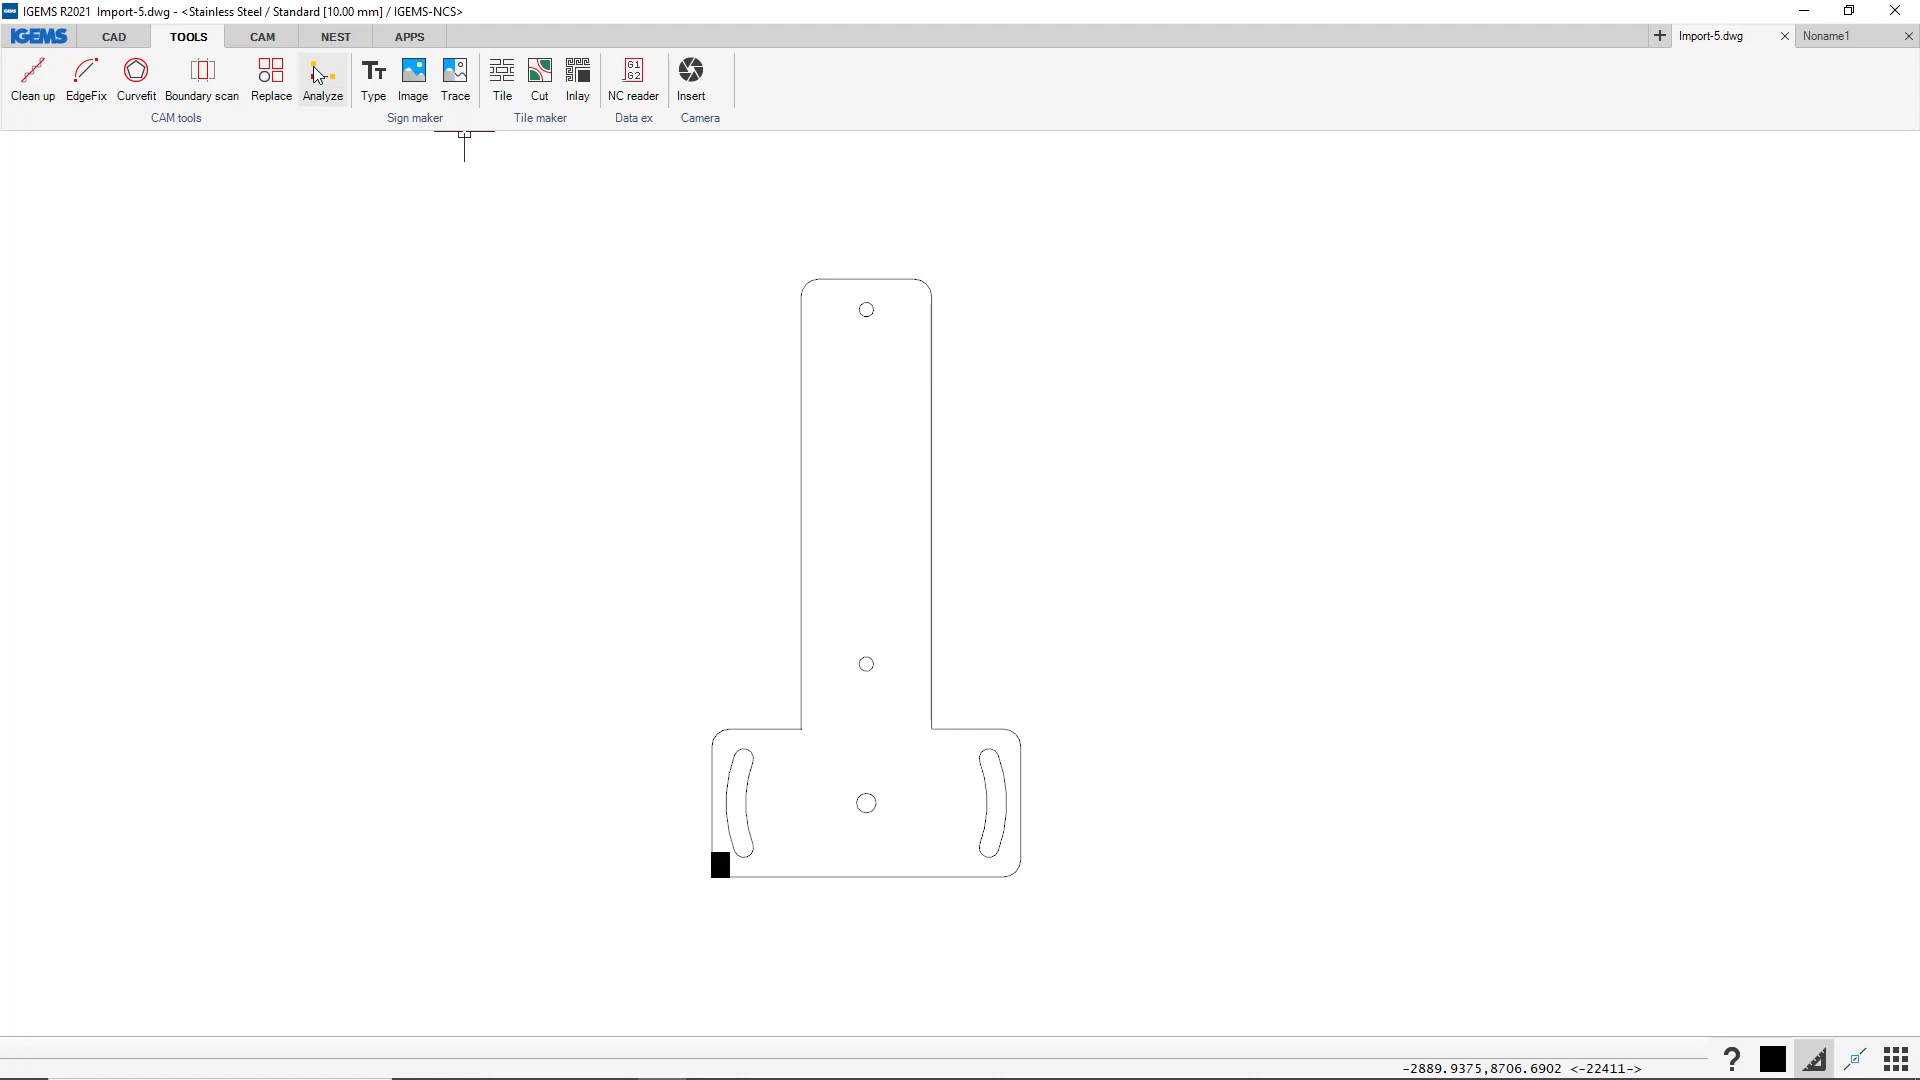 IGEMS R2021 Import-5.dwg - <Stainless Steel / Standard [10.00 mm] / IGEMS-NCS>
IGEMS CAD TOOLS CAM NEST APPS
Import-5.dwg Noname1
G1
G2
Clean up EdgeFix Curvefit Boundary scan Replace Analyze Type Image Trace Tile Cut Inlay NC reader Insert
CAM tools Sign maker Tile maker Data ex Camera
-2889.9375,8706.6902 <-22411->